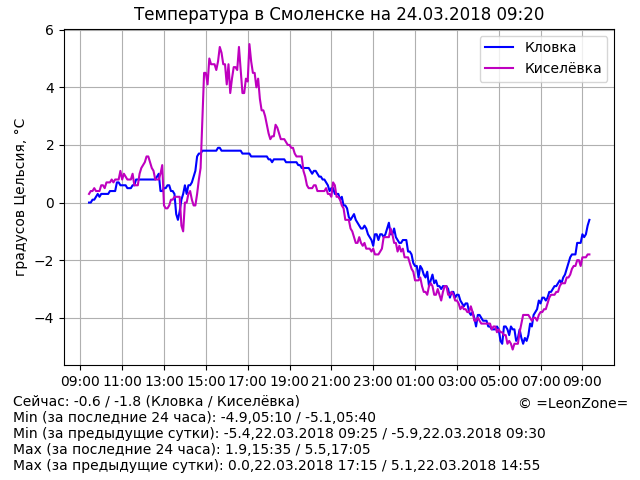 Температура в Смоленске на 24.03.2018 09:20
градусов Цельсия, °C
6
4
2
0
−2
−4
Кловка
Киселёвка
09:00 11:00 13:00 15:00 17:00 19:00 21:00 23:00 01:00 03:00 05:00 07:00 09:00
Сейчас: -0.6 / -1.8 (Кловка / Киселёвка)
© =LeonZone=
Min (за последние 24 часа): -4.9,05:10 / -5.1,05:40
Min (за предыдущие сутки): -5.4,22.03.2018 09:25 / -5.9,22.03.2018 09:30
Max (за последние 24 часа): 1.9,15:35 / 5.5,17:05
Max (за предыдущие сутки): 0.0,22.03.2018 17:15 / 5.1,22.03.2018 14:55